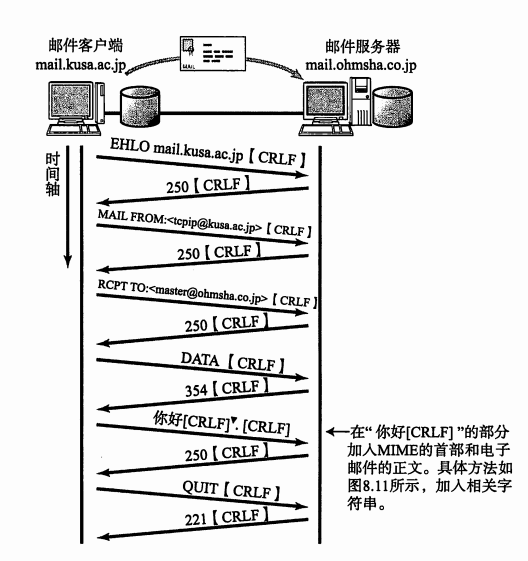 邮件客户端
mail.kusa.ac.jp
MAIL
邮件服务器
mail.ohmsha.co.jp
时间轴
EHLO mail.kusa.ac.jp【CRLF】
250【CRLF】
MAIL FROM:<tcpip@kusa.ac.jp>【CRLF】
250【CRLF】
RCPT TO:<master@ohmsha.co.jp>【CRLF】
250【CRLF】
DATA【CRLF】
354【CRLF】
你好[CRLF]▼. [CRLF]
250【CRLF】
QUIT【CRLF】
221【CRLF】
在“你好[CRLF]”的部分
加入MIME的首部和电子
邮件的正文。具体方法如
图8.11所示，加入相关字
符串。